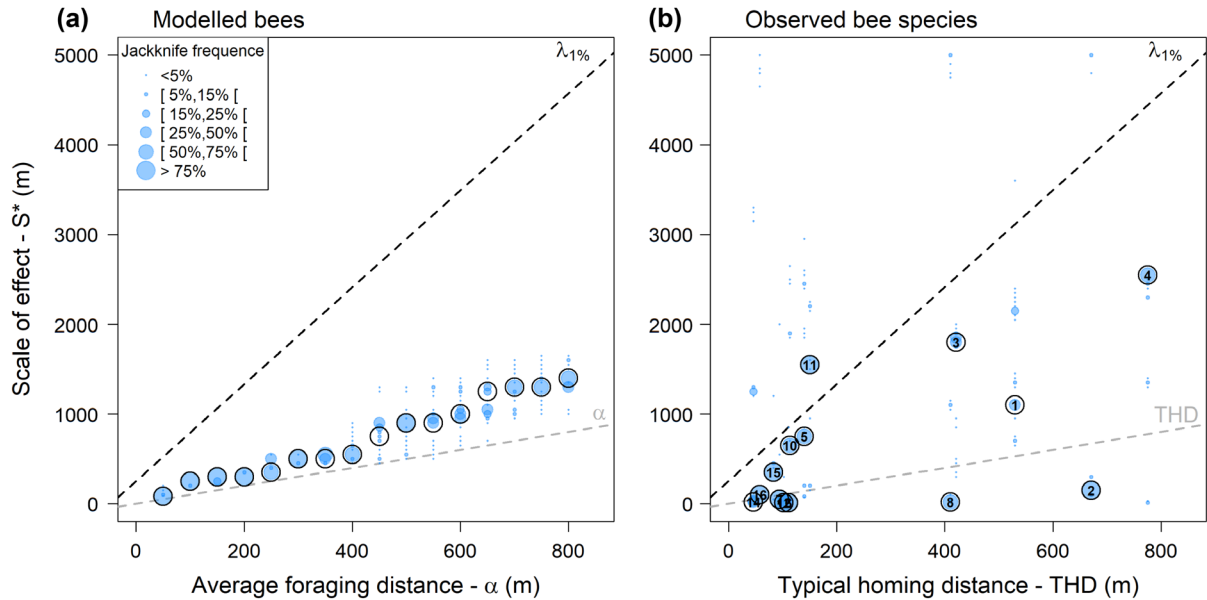 (a) Modelled bees
Jackknife frequence
<5%
[ 5%,15% [
[ 15%,25% [
[ 25%,50% [
[ 50%,75% [
> 75%
λ1%
α
5000
4000
3000
2000
1000
0
Scale of effect - S* (m)
0 200 400 600 800
Average foraging distance - α (m)
(b) Observed bee species
λ1%
THD
5000
4000
3000
2000
1000
0
4
3
11
1
5
10
15
16
14
8
2
0 200 400 600 800
Typical homing distance - THD (m)